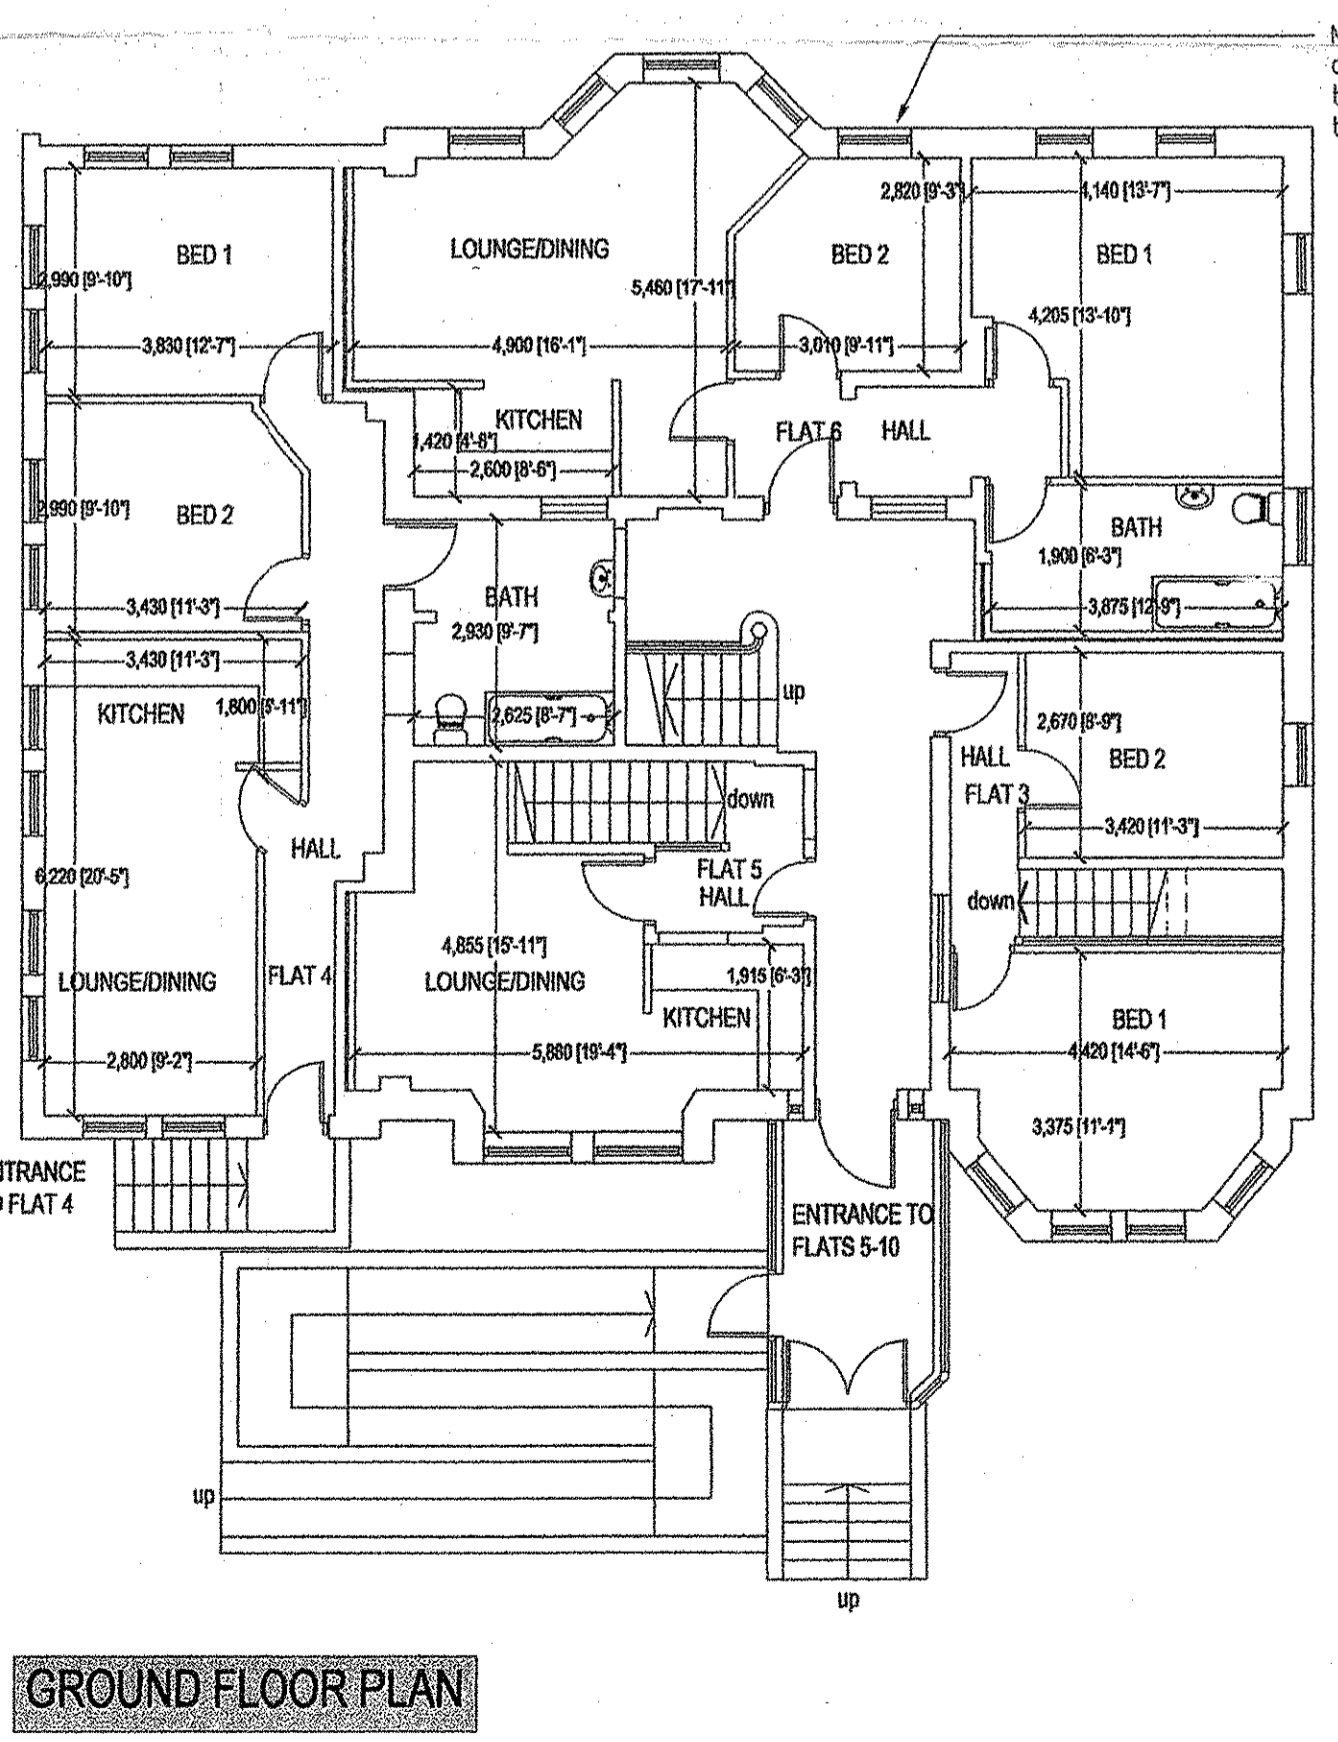 2,820 [9'-3"]
4,140 [13'-7"]
BED 1
LOUNGE/DINING
BED 2
BED 1
2,990 [9'-10"]
5,460 [17'-11"]
4,205 [13'-10"]
3,830 [12'-7"]
4,900 [16'-1"]
3,010 [9'-11"]
KITCHEN
FLAT 6
HALL
1,420 [4'-8"]
2,600 [8'-6"]
2,990 [9'-10"]
BED 2
BATH
1,900 [6'-3"]
BATH
3,430 [11'-3"]
2,930 [9'-7"]
3,875 [12'-9"]
3,430 [11'-3"]
up
KITCHEN
1,800 [5'-11"]
2,625 [8'-7"]
2,670 [8'-9"]
HALL
BED 2
FLAT 3
down
3,420 [11'-3"]
HALL
FLAT 5
HALL
6,220 [20'-5"]
down
4,855 [15'-11"]
LOUNGE/DINING
FLAT 4
LOUNGE/DINING
1,915 [6'-3"]
KITCHEN
BED 1
2,800 [9'-2"]
5,880 [19'-4"]
4,420 [14'-6"]
3,375 [11'-1"]
NTRANCE
FLAT 4
ENTRANCE TO
FLATS 5-10
up
up
GROUND FLOOR PLAN